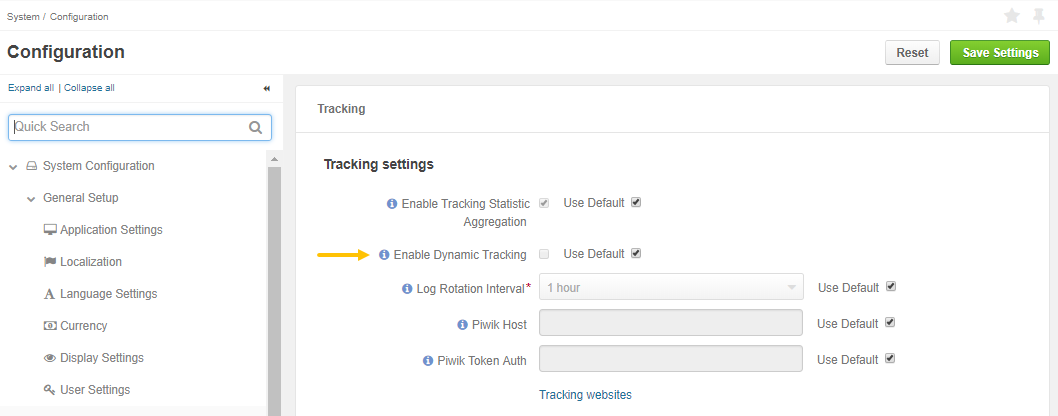 System / Configuration
Configuration
Reset
Save Settings
Expand all | Collapse all
Quick Search
System Configuration
General Setup
Application Settings
Localization
Language Settings
Currency
Display Settings
User Settings
Tracking
Tracking settings
Enable Tracking Statistic
Aggregation
Use Default
Enable Dynamic Tracking
Use Default
Log Rotation Interval*
1 hour
Use Default
Piwik Host
Use Default
Piwik Token Auth
Use Default
Tracking websites